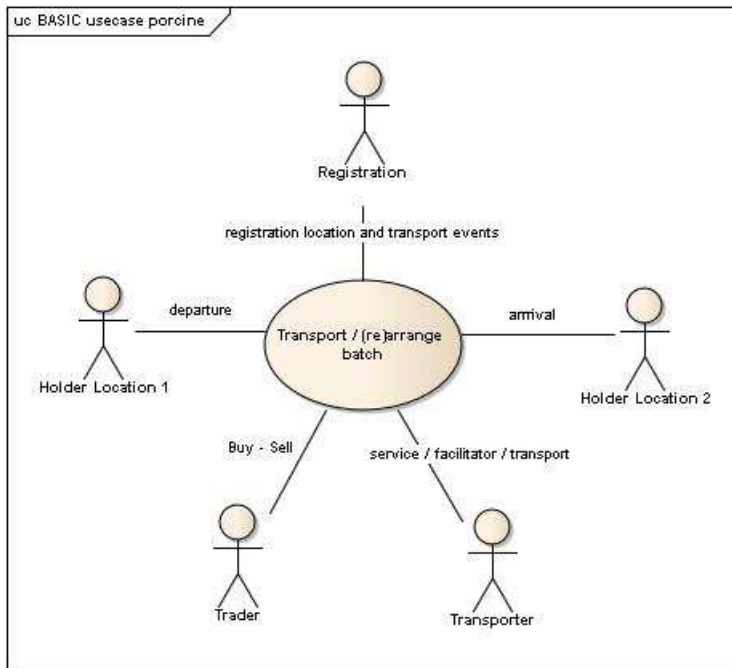 uc BASIC usecase porcine
Registration
registration location and transport events
departure
arrival
Transport / (re)arrange
batch
Holder Location 1
Holder Location 2
Buy - Sell
service / facilitator / transport
Trader
Transporter